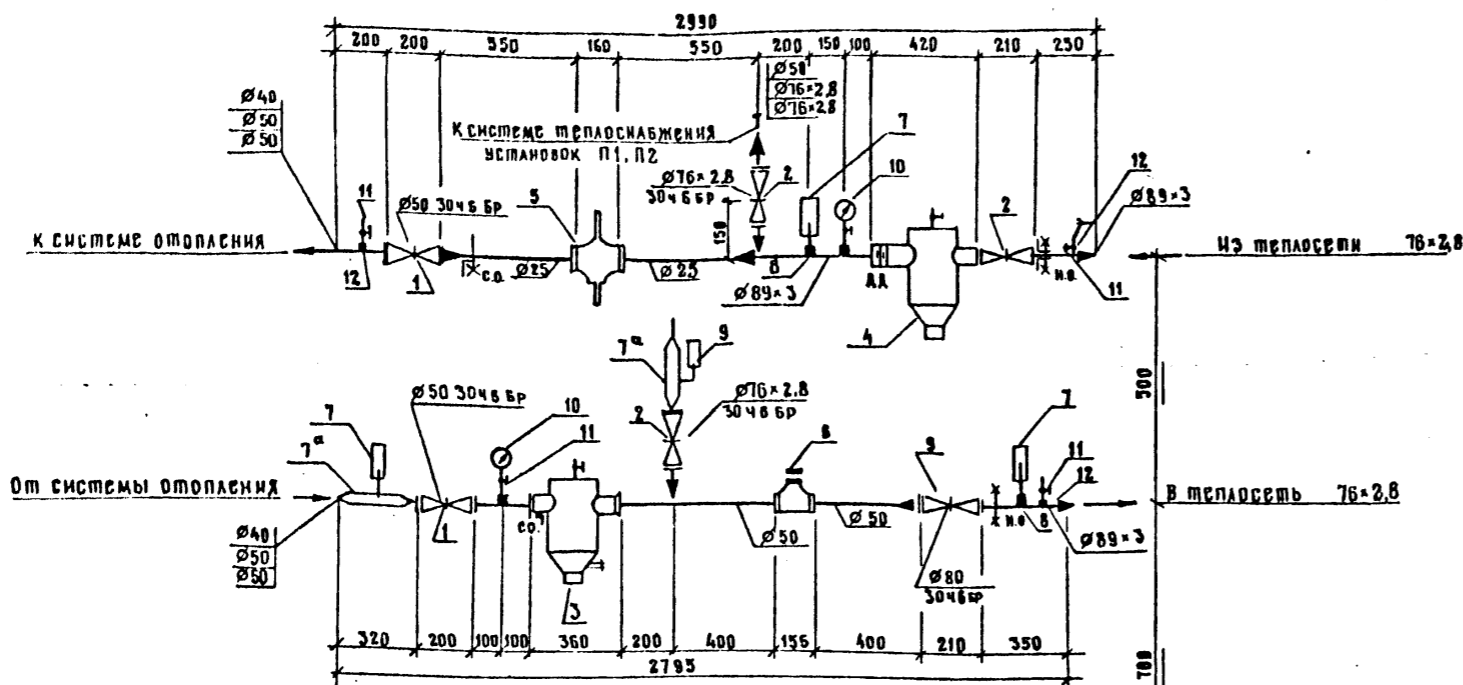 2990
200 200 550 160 550 200 150 100 420 210 230
Ø50
Ø76×2,8
Ø76×2,8
Ø40
Ø50
Ø50
К СИСТЕМЕ ТЕПЛОСНАБЖЕНИЯ
УСТАНОВОК П1, П2
7
10
12
Ø89×3
11
Ø50 30Ч6 БР
5
Ø76×2,8
30Ч6 БР
2
2
150
К СИСТЕМЕ ОТОПЛЕНИЯ
ИЗ ТЕПЛОСЕТИ 76×2,8
12
1
С.О.
Ø25
Ø25
8
Ø89×3
Д.Д
4
И.О.
11
500
7ª
9
Ø50 30Ч6 БР
10
2
Ø76×2,8
30Ч6 БР
7
7
7ª
11
6
9
11
12
ОТ СИСТЕМЫ ОТОПЛЕНИЯ
В ТЕПЛОСЕТЬ 76×2,8
Ø40
Ø50
Ø50
1
С.О.
3
Ø50
Ø50
Ø80
30Ч6БР
И.О
8
Ø89×3
320 200 100 100 360 200 400 155 400 210 350
2795
700